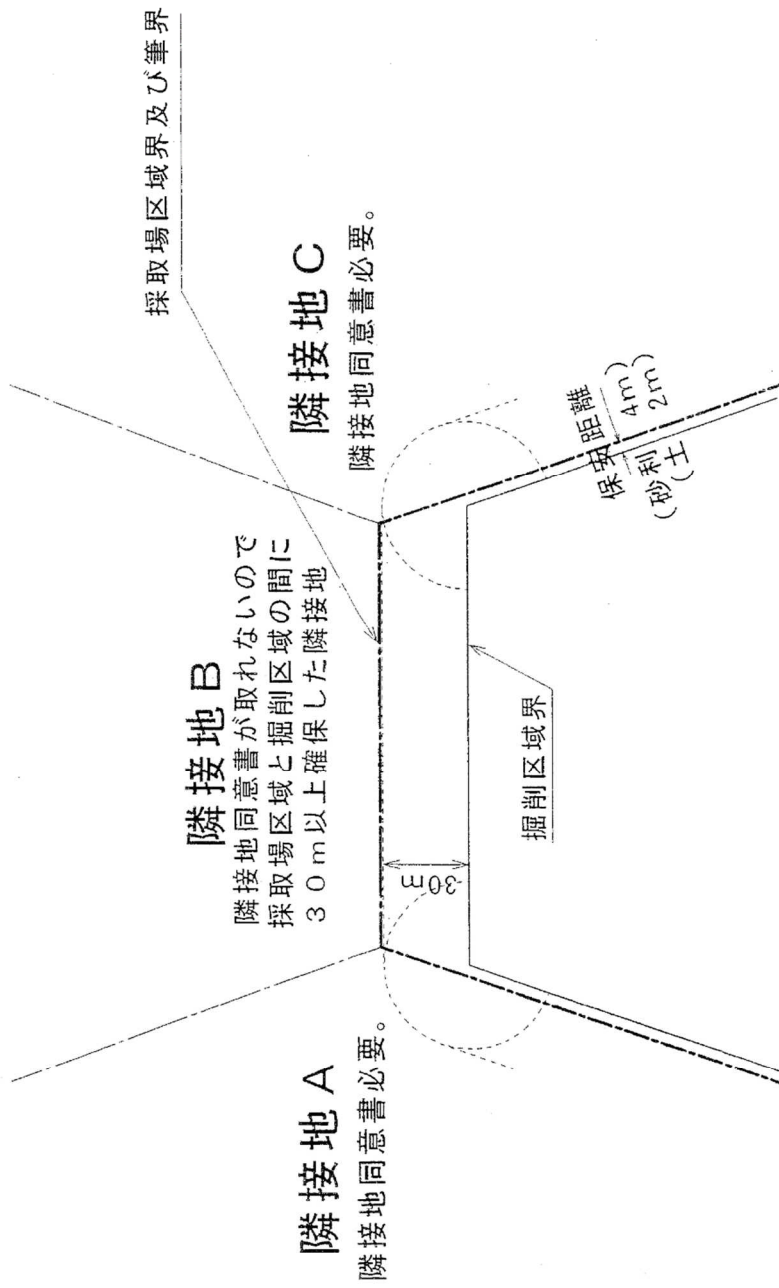 採取場区域界及び筆界
隣接地B
隣接地同意書が取れないので
採取場区域と掘削区域の間に
30m以上確保した隣接地
隣接地C
隣接地同意書必要。
隣接地A
隣接地同意書必要。
30m
掘削区域界
保安距離
(砂利 4m)
(土 2m)